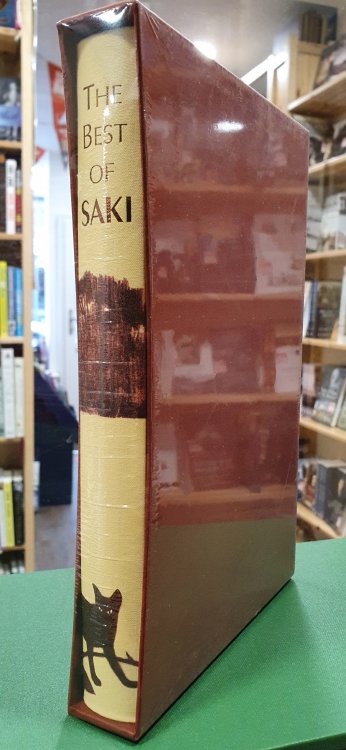 THE
BEST
OF
SAKI